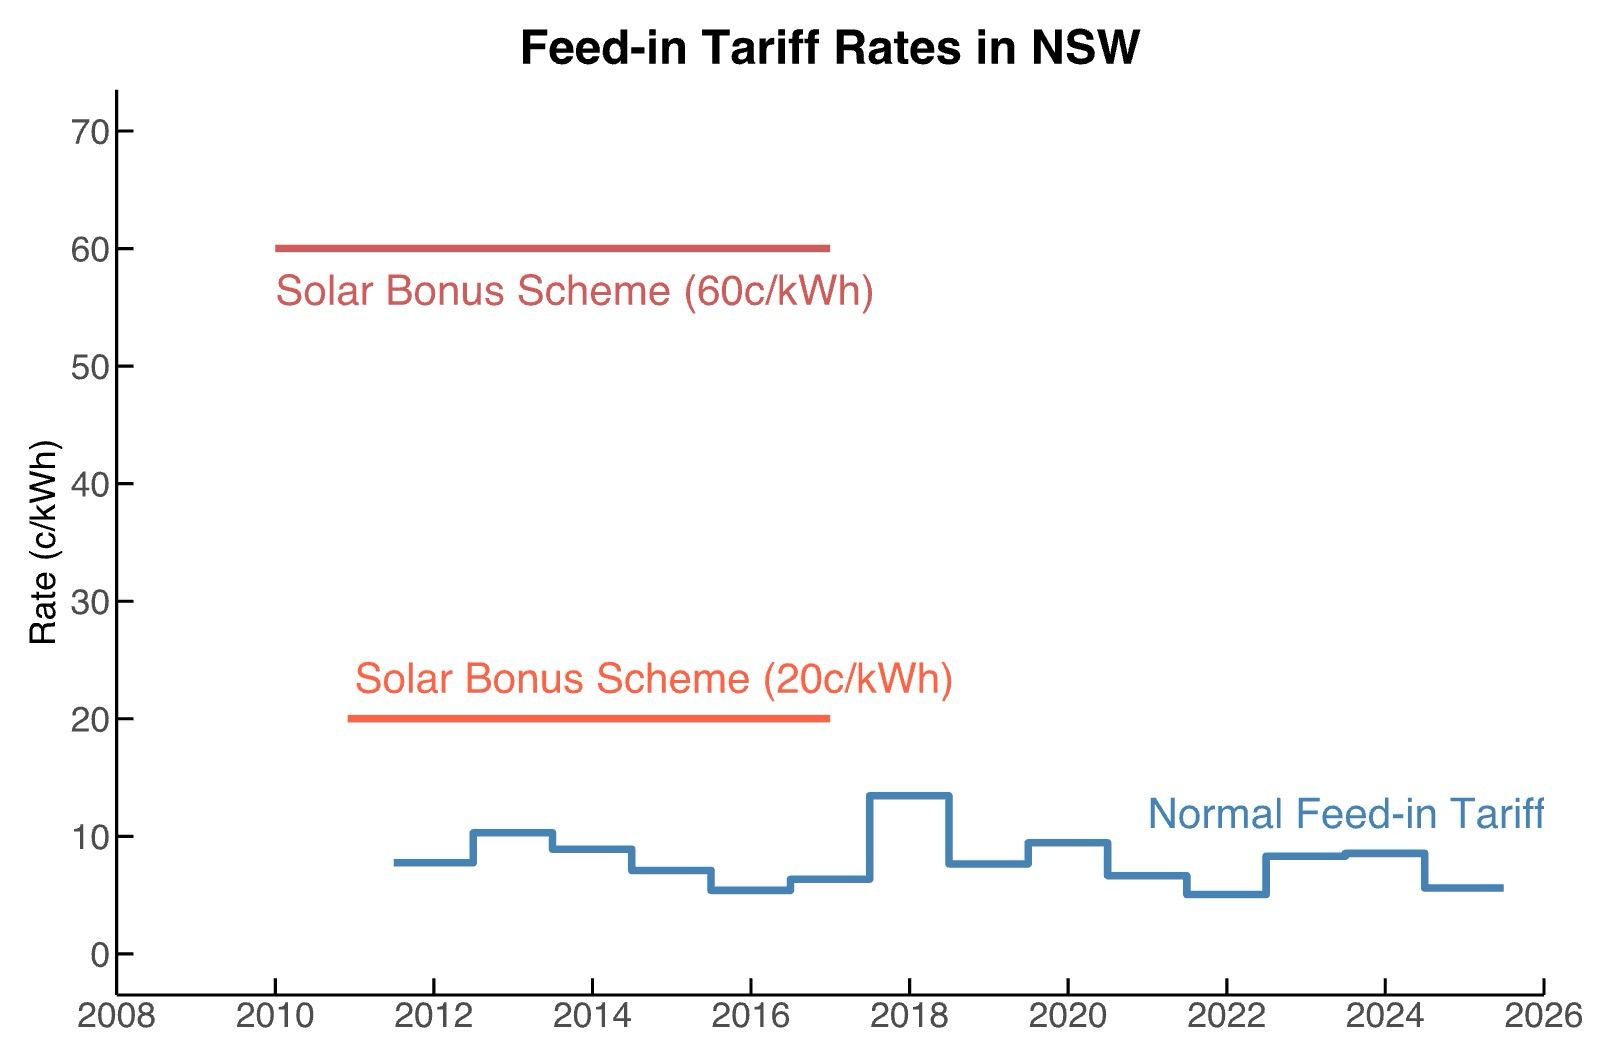 Feed-in Tariff Rates in NSW
Rate (c/kWh)
70
60
50
40
30
20
10
0
Solar Bonus Scheme (60c/kWh)
Solar Bonus Scheme (20c/kWh)
Normal Feed-in Tariff
2008 2010 2012 2014 2016 2018 2020 2022 2024 2026